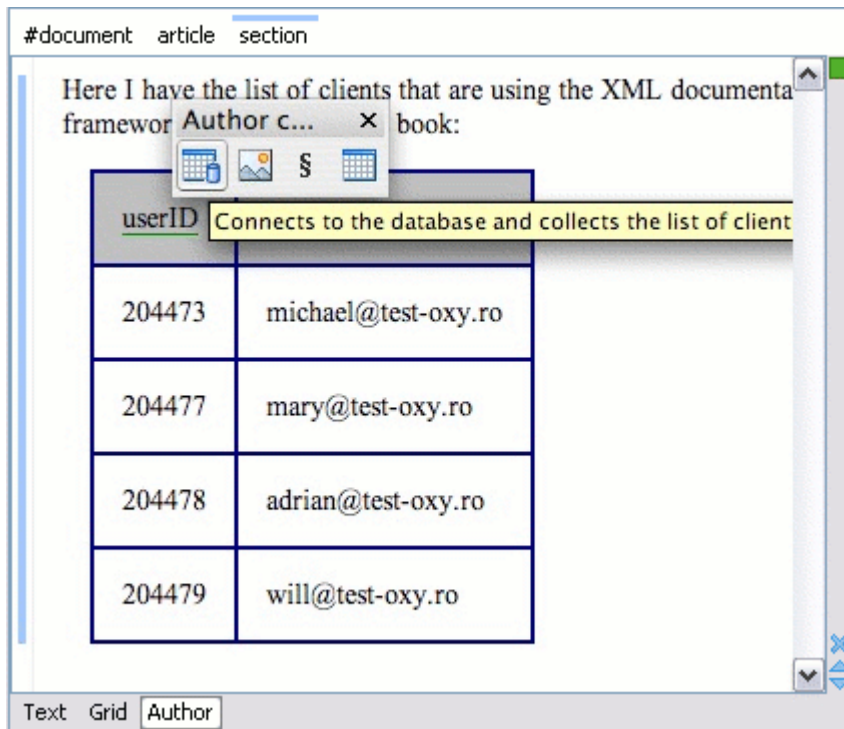 #document article section
Here I have the list of clients that are using the XML documenta
framewor book:
Author c...
§
userID
Connects to the database and collects the list of client
204473 michael@test-oxy.ro
204477 mary@test-oxy.ro
204478 adrian@test-oxy.ro
204479 will@test-oxy.ro
Text Grid Author